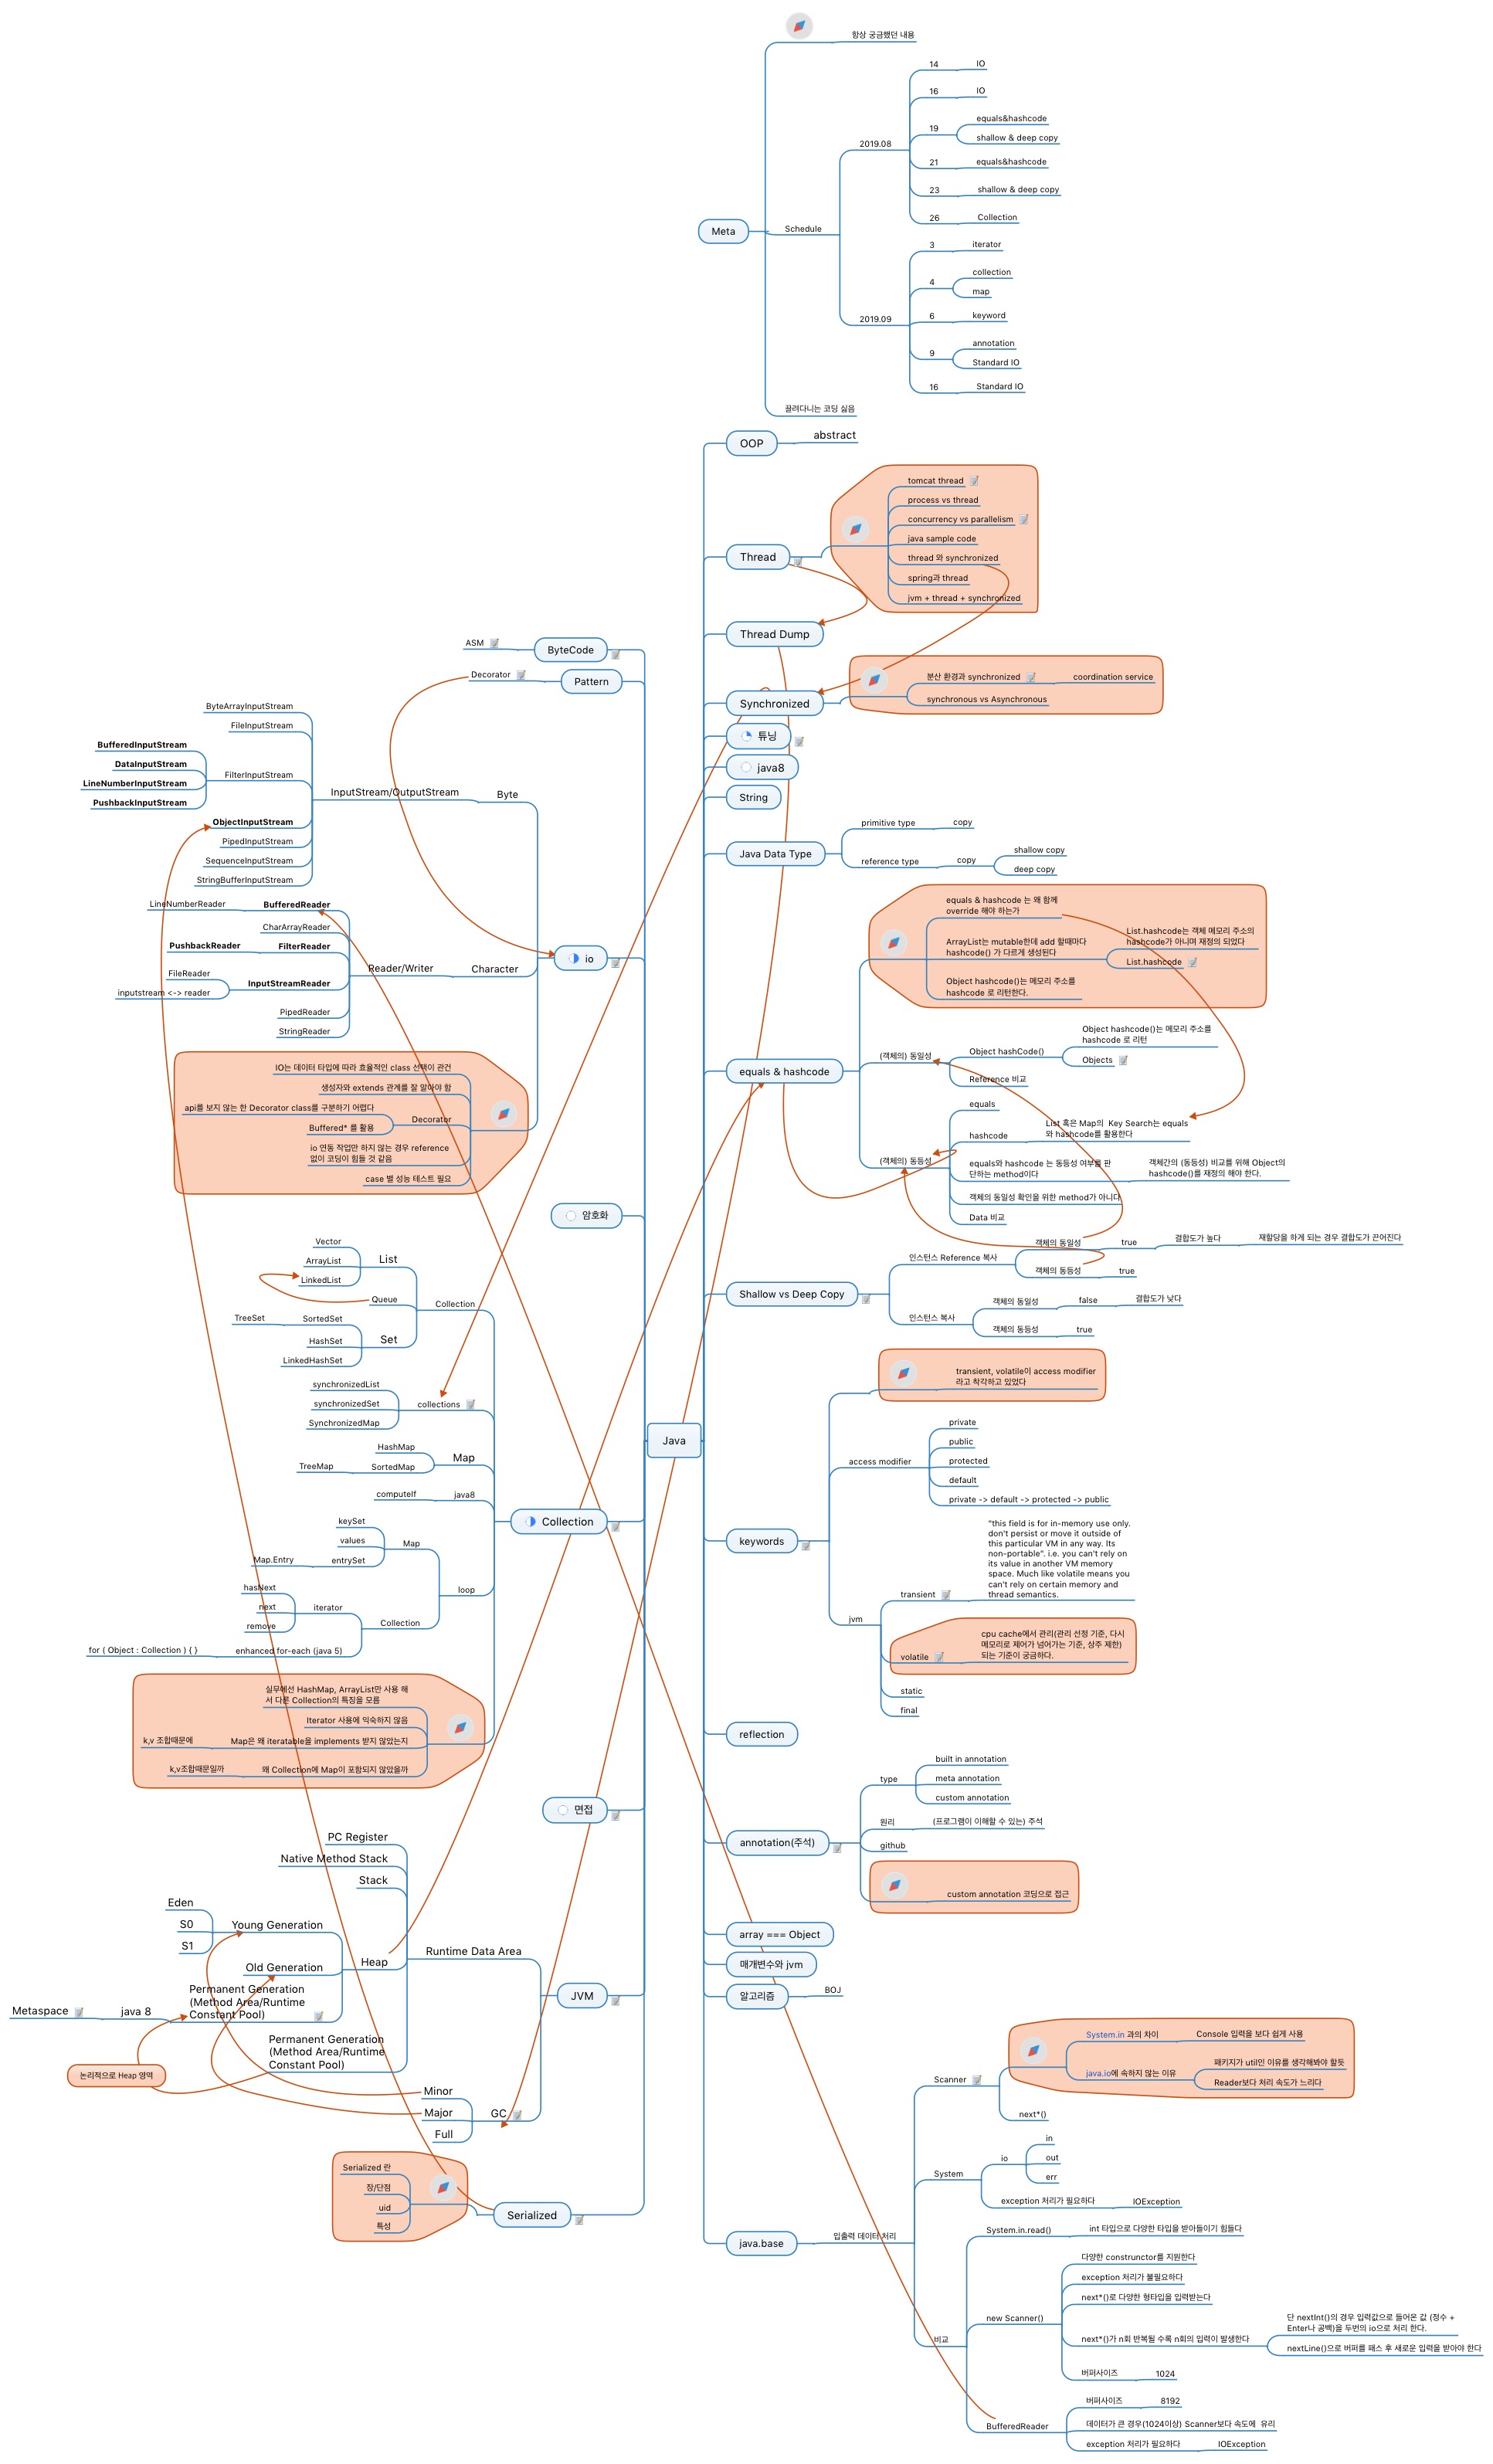 항상 궁금했던 내용
14
IO
16
IO
19
equals&hashcode
shallow & deep copy
2019.08
21
equals&hashcode
23
shallow & deep copy
26
Collection
Meta
Schedule
3
iterator
4
collection
map
2019.09
6
keyword
9
annotation
Standard IO
16
Standard IO
끌려다니는 코딩 싫음
Java
OOP
abstract
Thread
tomcat thread
process vs thread
concurrency vs parallelism
java sample code
thread 와 synchronized
spring과 thread
jvm + thread + synchronized
Thread Dump
Synchronized
분산 환경과 synchronized
coordination service
synchronous vs Asynchronous
튜닝
java8
String
Java Data Type
primitive type
copy
reference type
copy
shallow copy
deep copy
equals & hashcode
equals & hashcode 는 왜 함께
override 해야 하는가
ArrayList는 mutable한데 add 할때마다
hashcode() 가 다르게 생성된다
List.hashcode는 객체 메모리 주소의
hashcode가 아니며 재정의 되었다
List.hashcode
Object hashcode()는 메모리 주소를
hashcode 로 리턴한다.
(객체의) 동일성
Object hashCode()
Object hashcode()는 메모리 주소를
hashcode 로 리턴
Objects
Reference 비교
(객체의) 동등성
equals
hashcode
List 혹은 Map의 Key Search는 equals
와 hashcode를 활용한다
equals와 hashcode 는 동등성 여부를 판
단하는 method이다
객체간의 (동등성) 비교를 위해 Object의
hashcode()를 재정의 해야 한다.
객체의 동일성 확인을 위한 method가 아니다
Data 비교
Shallow vs Deep Copy
인스턴스 Reference 복사
객체의 동일성
true
결합도가 높다
재할당을 하게 되는 경우 결합도가 끈어진다
객체의 동등성
true
인스턴스 복사
객체의 동일성
false
결합도가 낮다
객체의 동등성
true
keywords
transient, volatile이 access modifier
라고 착각하고 있었다
access modifier
private
public
protected
default
private -> default -> protected -> public
jvm
transient
"this field is for in-memory use only.
don't persist or move it outside of
this particular VM in any way. Its
non-portable". i.e. you can't rely on
its value in another VM memory
space. Much like volatile means you
can't rely on certain memory and
thread semantics.
volatile
cpu cache에서 관리(관리 선정 기준, 다시
메모리로 제어가 넘어가는 기준, 상주 제한)
되는 기준이 궁금하다.
static
final
reflection
annotation(주석)
type
built in annotation
meta annotation
custom annotation
원리
(프로그램이 이해할 수 있는) 주석
github
custom annotation 코딩으로 접근
array === Object
매개변수와 jvm
알고리즘
BOJ
java.base
입출력 데이터 처리
Scanner
System.in 과의 차이
Console 입력을 보다 쉽게 사용
java.io에 속하지 않는 이유
패키지가 util인 이유를 생각해봐야 할듯
Reader보다 처리 속도가 느리다
next*()
System
io
in
out
err
exception 처리가 필요하다
IOException
비교
System.in.read()
int 타입으로 다양한 타입을 받아들이기 힘들다
new Scanner()
다양한 construnctor를 지원한다
exception 처리가 불필요하다
next*()로 다양한 형타입을 입력받는다
next*()가 n회 반복될 수록 n회의 입력이 발생한다
단 nextInt()의 경우 입력값으로 들어온 값 (정수 +
Enter나 공백)을 두번의 io으로 처리 한다.
nextLine()으로 버퍼를 패스 후 새로운 입력을 받아야 한다
버퍼사이즈
1024
BufferedReader
버퍼사이즈
8192
데이터가 큰 경우(1024이상) Scanner보다 속도에 유리
exception 처리가 필요하다
IOException
ByteCode
ASM
Pattern
Decorator
io
Byte
InputStream/OutputStream
ByteArrayInputStream
FileInputStream
FilterInputStream
BufferedInputStream
DataInputStream
LineNumberInputStream
PushbackInputStream
ObjectInputStream
PipedInputStream
SequenceInputStream
StringBufferInputStream
Character
Reader/Writer
BufferedReader
LineNumberReader
CharArrayReader
FilterReader
PushbackReader
InputStreamReader
FileReader
inputstream <-> reader
PipedReader
StringReader
IO는 데이터 타입에 따라 효율적인 class 선택이 관건
생성자와 extends 관계를 잘 알아야 함
Decorator
api를 보지 않는 한 Decorator class를 구분하기 어렵다
Buffered* 를 활용
io 연동 작업만 하지 않는 경우 reference
없이 코딩이 힘들 것 같음
case 별 성능 테스트 필요
암호화
Collection
Collection
List
Vector
ArrayList
LinkedList
Queue
Set
SortedSet
TreeSet
HashSet
LinkedHashSet
collections
synchronizedList
synchronizedSet
SynchronizedMap
Map
HashMap
SortedMap
TreeMap
java8
computeIf
loop
Map
keySet
values
entrySet
Map.Entry
Collection
iterator
hasNext
next
remove
enhanced for-each (java 5)
for ( Object : Collection ) { }
실무에선 HashMap, ArrayList만 사용 해
서 다른 Collection의 특징을 모름
Iterator 사용에 익숙하지 않음
Map은 왜 iteratable을 implements 받지 않았는지
k,v 조합때문에
왜 Collection에 Map이 포함되지 않았을까
k,v조합때문일까
면접
JVM
Runtime Data Area
PC Register
Native Method Stack
Stack
Heap
Young Generation
Eden
S0
S1
Old Generation
Permanent Generation
(Method Area/Runtime
Constant Pool)
java 8
Metaspace
Permanent Generation
(Method Area/Runtime
Constant Pool)
논리적으로 Heap 영역
GC
Minor
Major
Full
Serialized
Serialized 란
장/단점
uid
특성